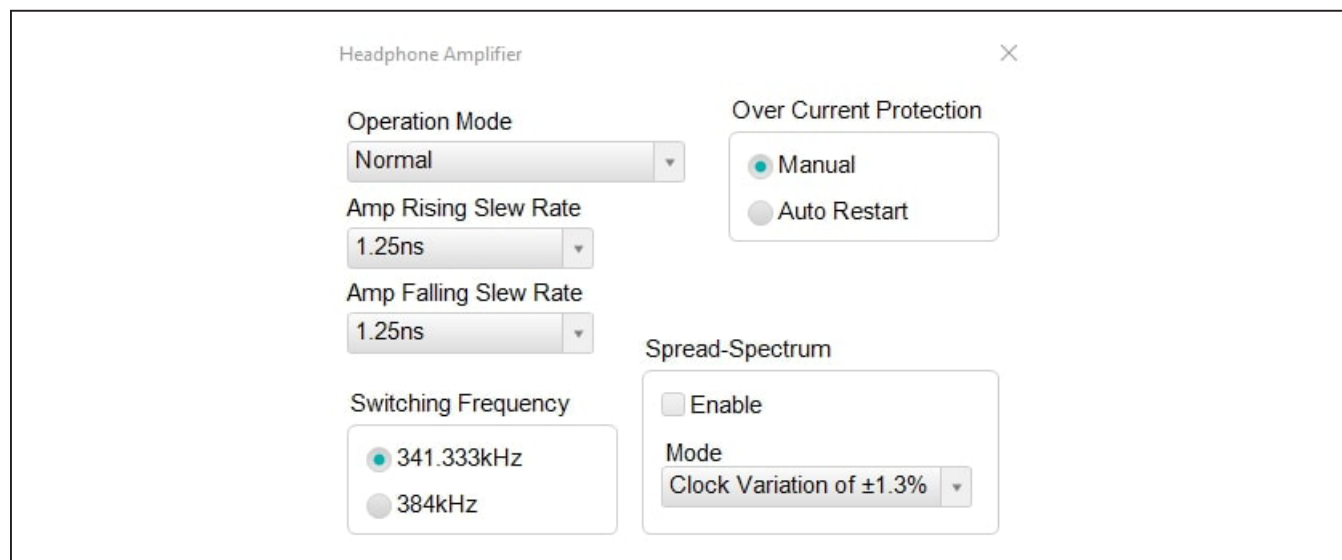 Headphone Amplifier
Operation Mode
Normal
Amp Rising Slew Rate
1.25ns
Amp Falling Slew Rate
1.25ns
Switching Frequency
341.333kHz
384kHz
Over Current Protection
Manual
Auto Restart
Spread-Spectrum
Enable
Mode
Clock Variation of ±1.3%